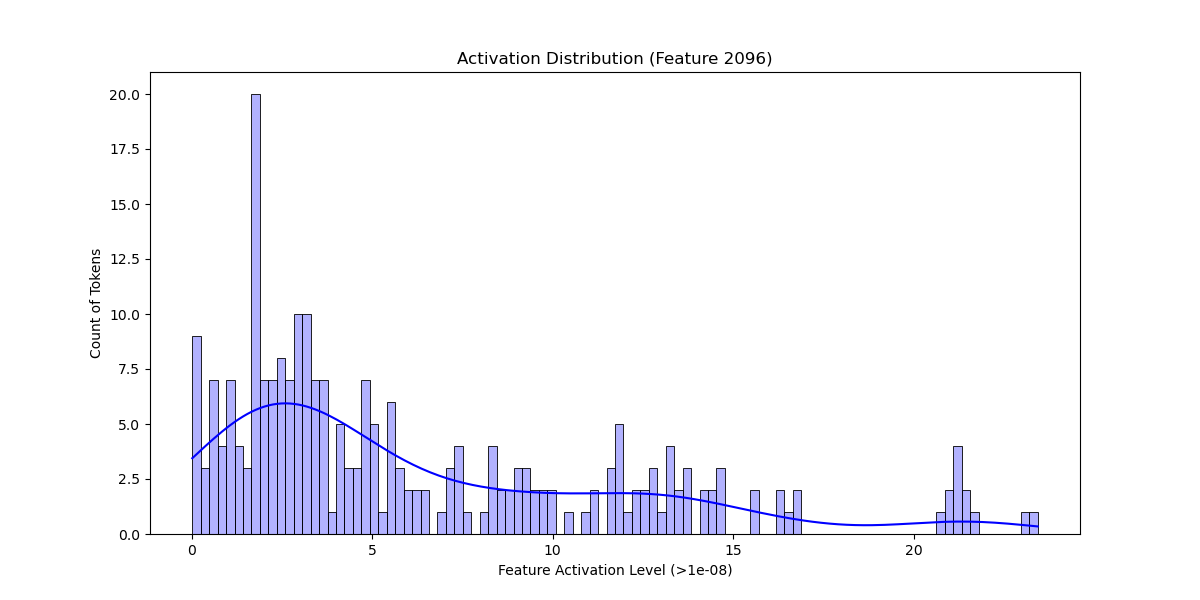 Activation Distribution (Feature 2096)
20.0
17.5
15.0
12.5
10.0
7.5
5.0
2.5
0.0
Count of Tokens
0 5 10 15 20
Feature Activation Level (>1e-08)